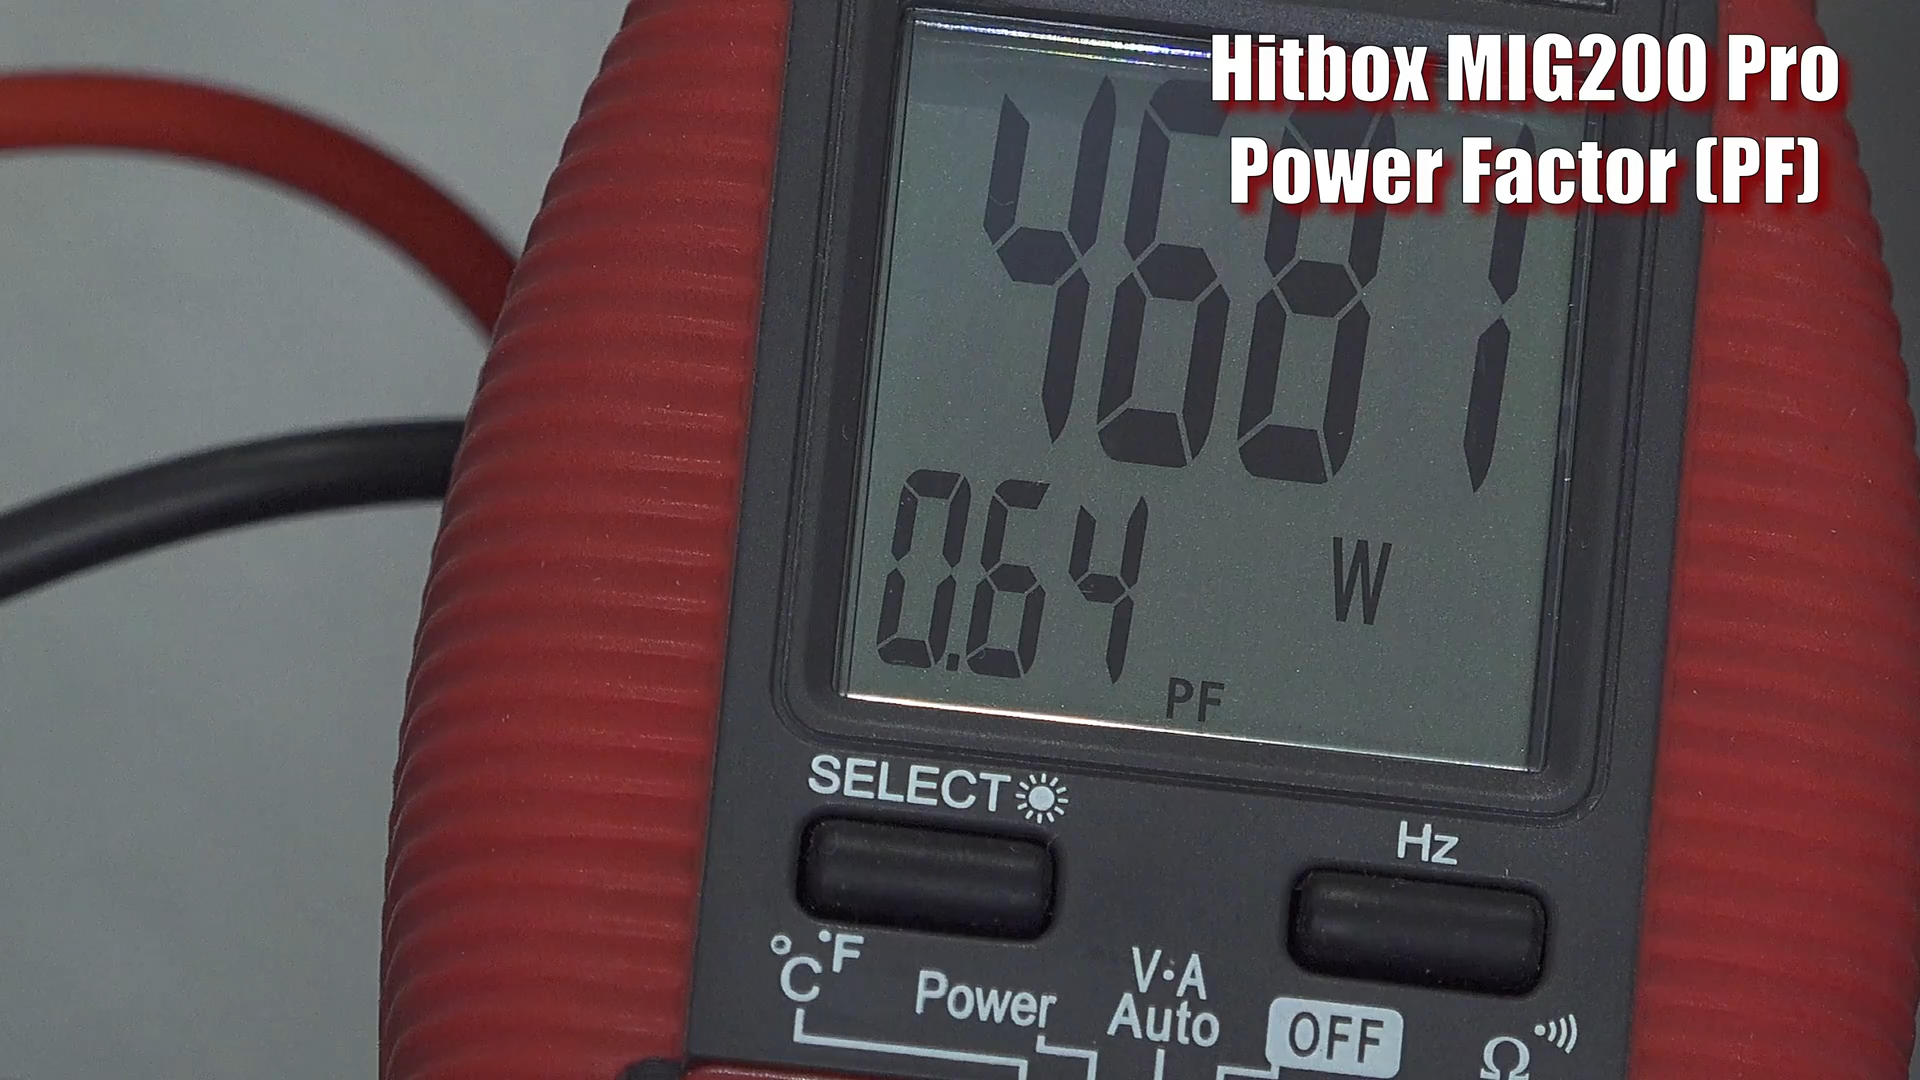 Hitbox MIG200 Pro
Power Factor (PF)
4681
0.64
W
PF
SELECT
Hz
°C °F
Power
V·A
Auto
OFF
Ω